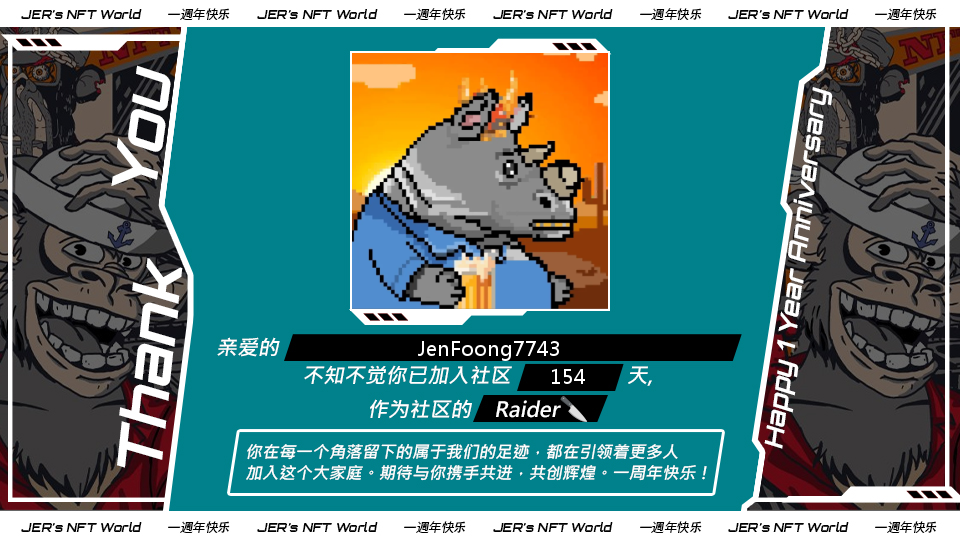 JER's NFT World 一週年快乐 JER's NFT World 一週年快乐 JER's NFT World 一週年快乐 JER's NFT World 一週年快乐
Thank You
亲爱的 JenFoong7743
不知不觉你已加入社区 154 天,
作为社区的 Raider
你在每一个角落留下的属于我们的足迹，都在引领着更多人
加入这个大家庭。期待与你携手共进，共创辉煌。一周年快乐！
Happy 1 Year Anniversary
JER's NFT World 一週年快乐 JER's NFT World 一週年快乐 JER's NFT World 一週年快乐 JER's NFT World 一週年快乐